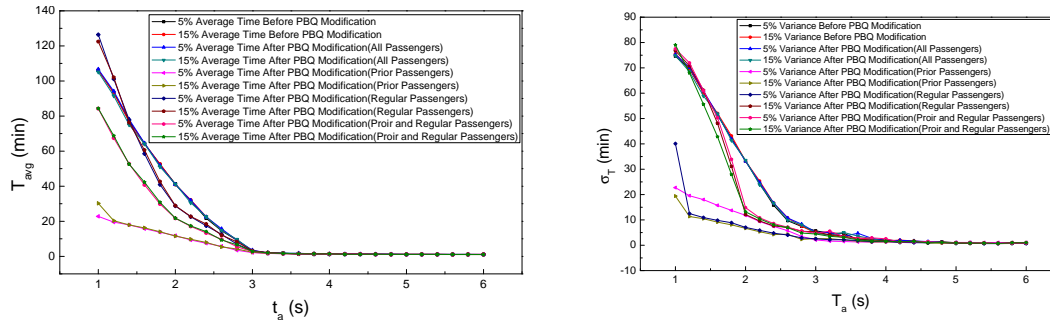 5% Average Time Before PBQ Modification
15% Average Time Before PBQ Modification
5% Average Time After PBQ Modification(All Passengers)
15% Average Time After PBQ Modification(All Passengers)
5% Average Time After PBQ Modification(Prior Passengers)
15% Average Time After PBQ Modification(Prior Passengers)
5% Average Time After PBQ Modification(Regular Passengers)
15% Average Time After PBQ Modification(Regular Passengers)
5% Average Time After PBQ Modification(Proir and Regular Passengers)
15% Average Time After PBQ Modification(Proir and Regular Passengers)
T_avg (min)
140
120
100
80
60
40
20
0
1 2 3 4 5 6
t_a (s)
5% Variance Before PBQ Modification
15% Variance Before PBQ Modification
5% Variance After PBQ Modification(All Passengers)
15% Variance After PBQ Modification(All Passengers)
5% Variance After PBQ Modification(Prior Passengers)
15% Variance After PBQ Modification(Prior Passengers)
5% Variance After PBQ Modification(Regular Passengers)
15% Variance After PBQ Modification(Regular Passengers)
5% Variance After PBQ Modification(Proir and Regular Passengers)
15% Variance After PBQ Modification(Proir and Regular Passengers)
σ_T (min)
100
90
80
70
60
50
40
30
20
10
0
-10
1 2 3 4 5 6
T_a (s)